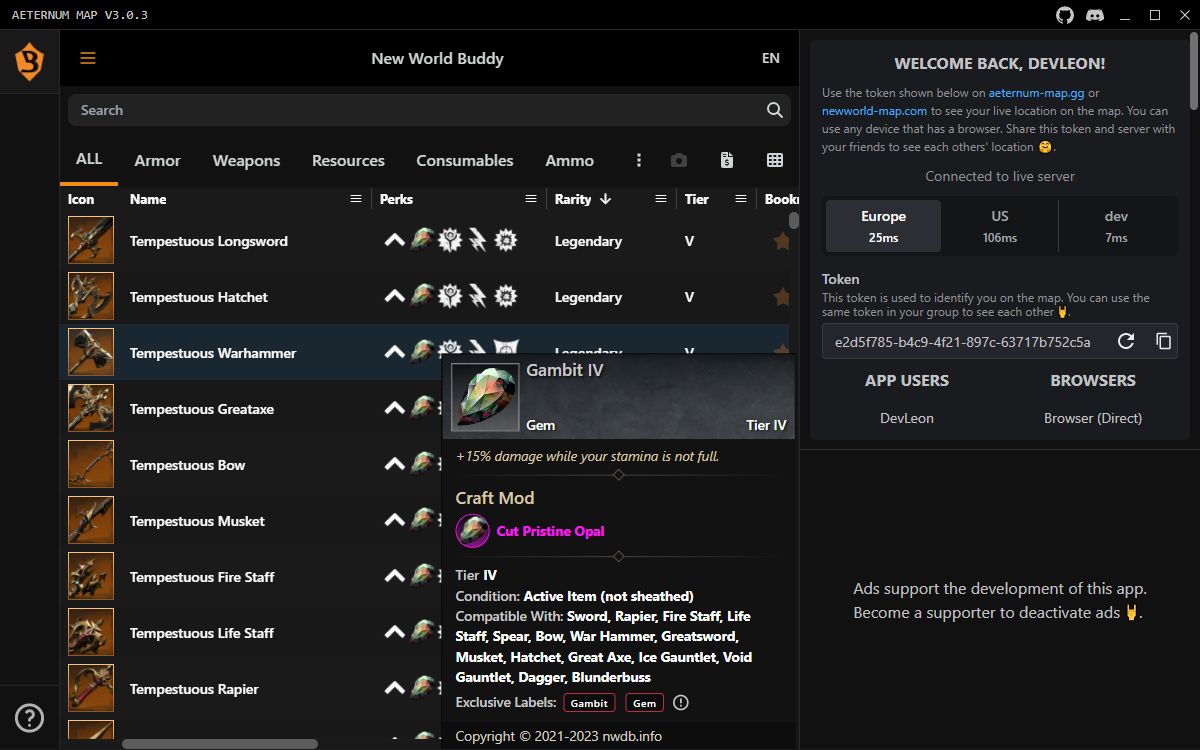 AETERNUM MAP V3.0.3
New World Buddy
EN
Search
ALL
Armor
Weapons
Resources
Consumables
Ammo
Icon
Name
Perks
Rarity
Tier
Tempestuous Longsword
Legendary
V
Tempestuous Hatchet
Legendary
V
Tempestuous Warhammer
Legendary
V
Tempestuous Greataxe
Tempestuous Bow
Tempestuous Musket
Tempestuous Fire Staff
Tempestuous Life Staff
Tempestuous Rapier
Gambit IV
Gem
Tier IV
+15% damage while your stamina is not full.
Craft Mod
Cut Pristine Opal
Tier IV
Condition: Active Item (not sheathed)
Compatible With: Sword, Rapier, Fire Staff, Life
Staff, Spear, Bow, War Hammer, Greatsword,
Musket, Hatchet, Great Axe, Ice Gauntlet, Void
Gauntlet, Dagger, Blunderbuss
Exclusive Labels: Gambit Gem
Copyright © 2021-2023 nwdb.info
WELCOME BACK, DEVLEON!
Use the token shown below on aeternum-map.gg or
newworld-map.com to see your live location on the map. You can
use any device that has a browser. Share this token and server with
your friends to see each others' location 🤗.
Connected to live server
Europe
25ms
US
106ms
dev
7ms
Token
This token is used to identify you on the map. You can use the
same token in your group to see each other 🤘.
e2d5f785-b4c9-4f21-897c-63717b752c5a
APP USERS
DevLeon
BROWSERS
Browser (Direct)
Ads support the development of this app.
Become a supporter to deactivate ads 🤘.